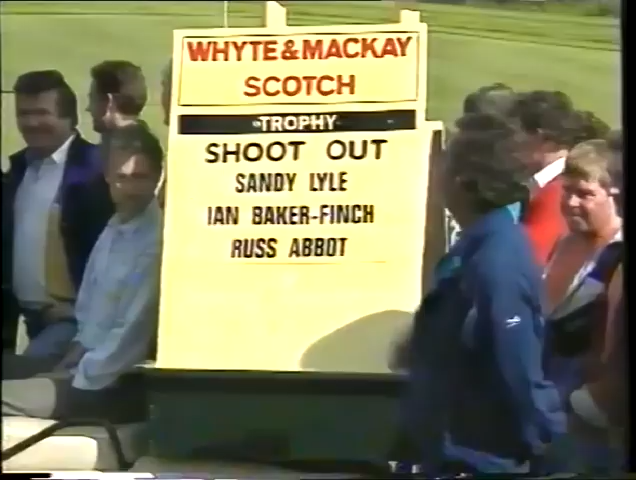 WHYTE&MACKAY
SCOTCH
TROPHY
SHOOT OUT
SANDY LYLE
IAN BAKER-FINCH
RUSS ABBOT